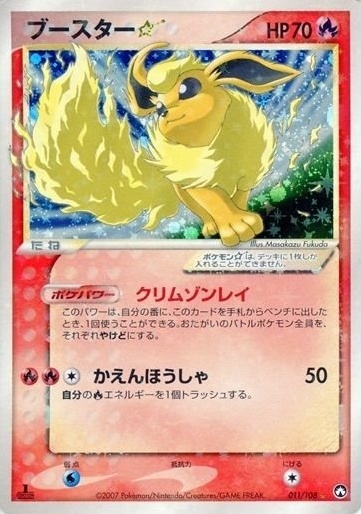 ブースター☆ HP70
たね
Illus. Masakazu Fukuda
ポケモン☆は、デッキに1枚しか
入れることができません。
ポケパワー クリムゾンレイ
このパワーは、自分の番に、このカードを手札からベンチに出した
とき、1回使うことができる。おたがいのバトルポケモン全員を、
それぞれやけどにする。
かえんほうしゃ 50
自分のエネルギーを1個トラッシュする。
弱点 抵抗力 にげる
1
©2007 Pokémon/Nintendo/Creatures/GAME FREAK. 011/108